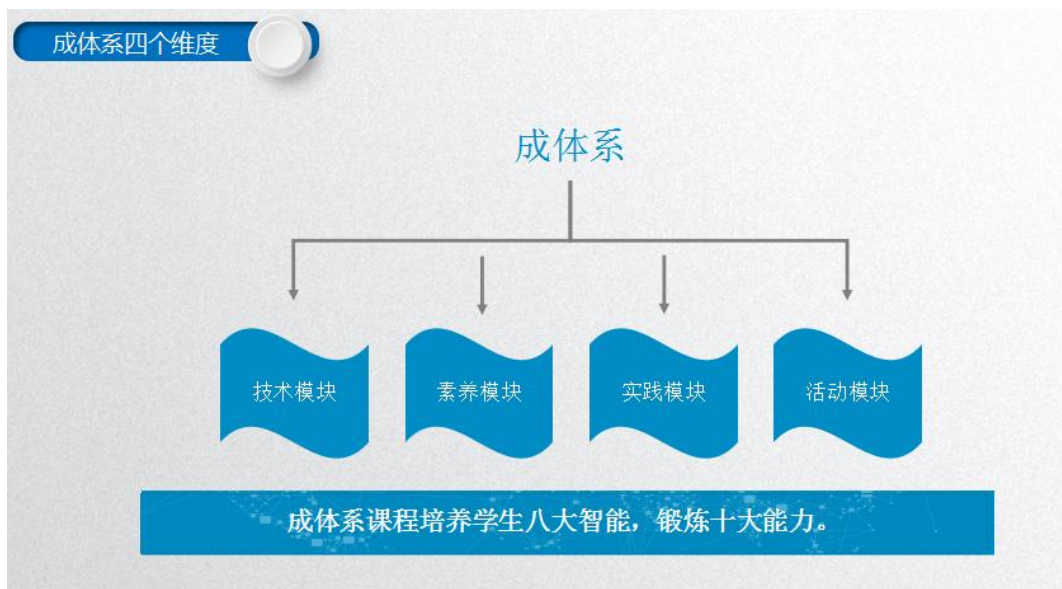 成体系四个维度
成体系
技术模块
素养模块
实践模块
活动模块
成体系课程培养学生八大智能，锻炼十大能力。